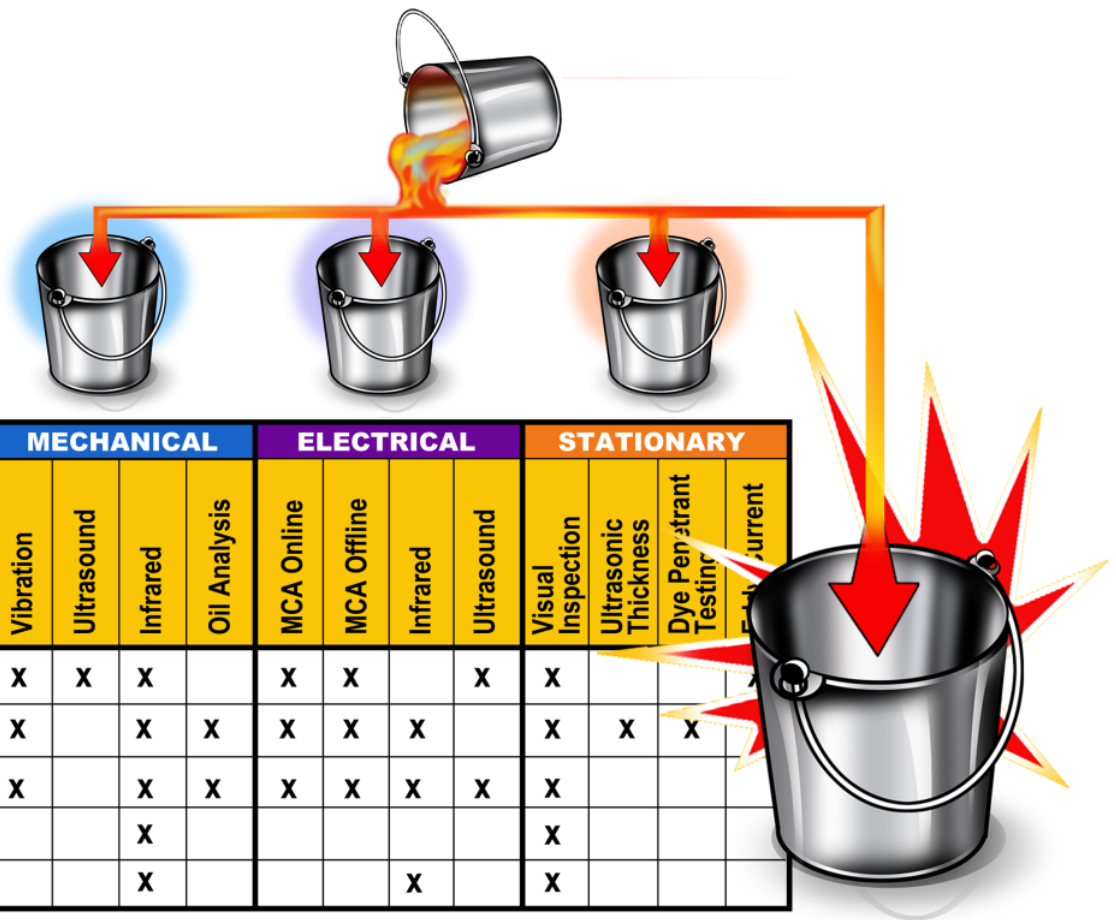 MECHANICAL ELECTRICAL STATIONARY
Vibration
Ultrasound
Infrared
Oil Analysis
MCA Online
MCA Offline
Infrared
Ultrasound
Visual
Inspection
Ultrasonic
Thickness
Dye Penetrant
Testing
X X X X X X X
X X X X X X X X X
X X X X X X X X
X X
X X X